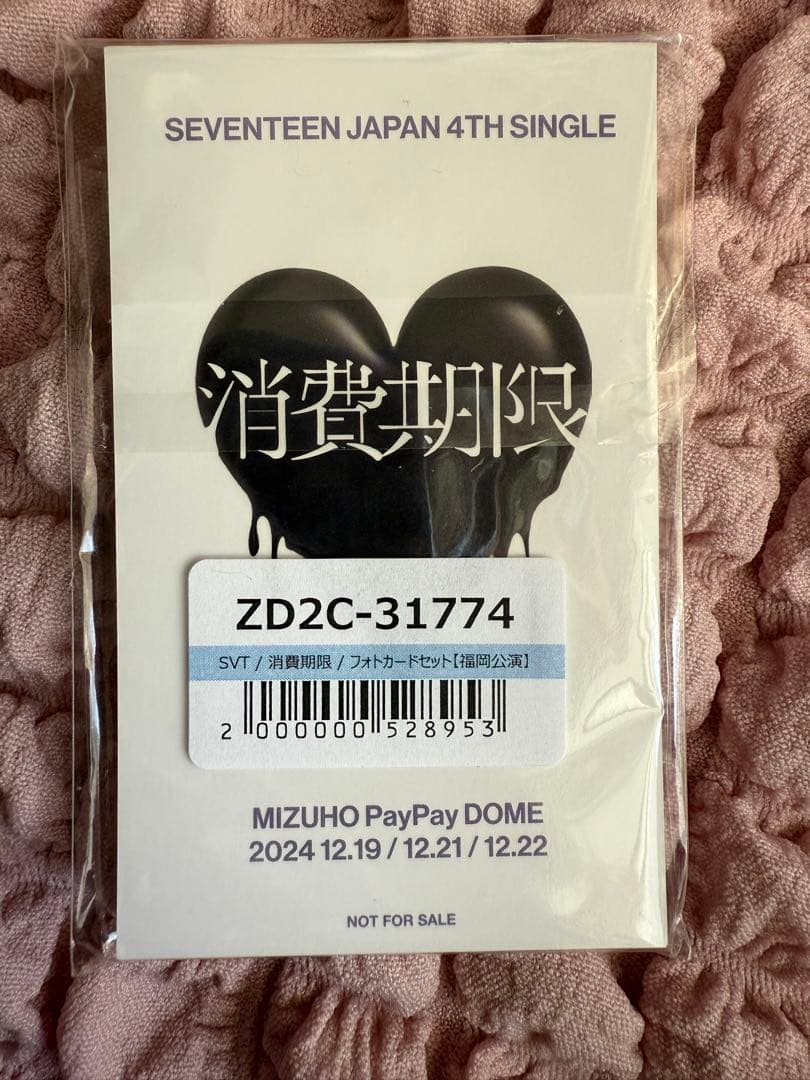 SEVENTEEN JAPAN 4TH SINGLE
消費期限
ZD2C-31774
SVT / 消費期限 / フォトカードセット【福岡公演】
2 000000 528953
MIZUHO PayPay DOME
2024 12.19 / 12.21 / 12.22
NOT FOR SALE